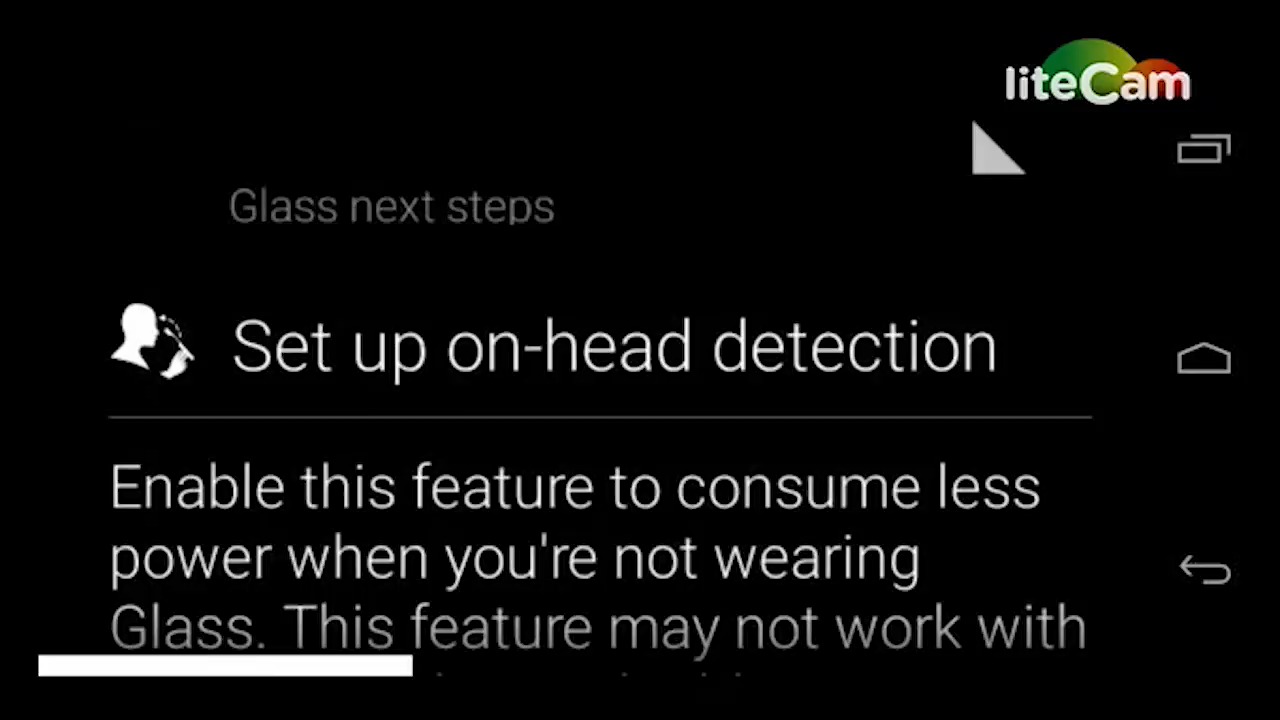 liteCam
Glass next steps
Set up on-head detection
Enable this feature to consume less
power when you're not wearing
Glass. This feature may not work with